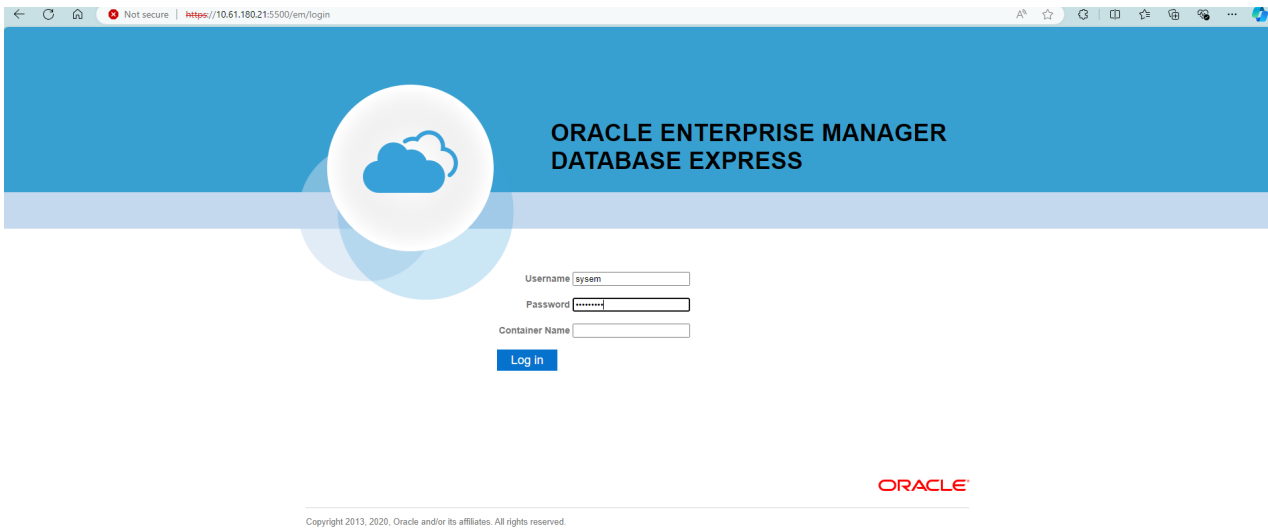 Not secure | https://10.61.180.21:5500/em/login
ORACLE ENTERPRISE MANAGER
DATABASE EXPRESS
Username sysem
Password •••••••••
Container Name
Log in
ORACLE
Copyright 2013, 2020, Oracle and/or its affiliates. All rights reserved.